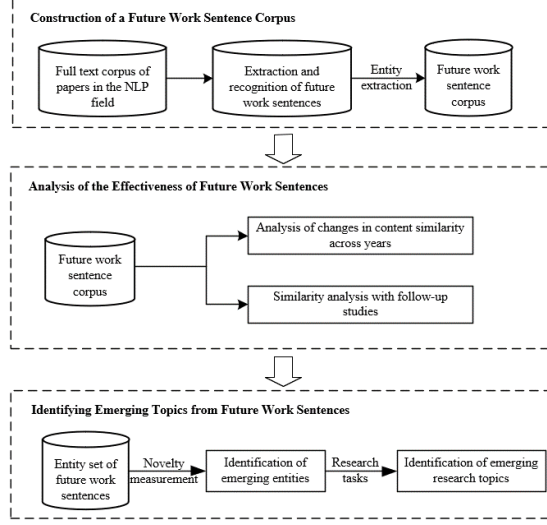 Construction of a Future Work Sentence Corpus
Full text corpus of
papers in the NLP
field
Extraction and
recognition of future
work sentences
Entity
extraction
Future work
sentence
corpus
Analysis of the Effectiveness of Future Work Sentences
Future work
sentence
corpus
Analysis of changes in content similarity
across years
Similarity analysis with follow-up
studies
Identifying Emerging Topics from Future Work Sentences
Entity set of
future work
sentences
Novelty
measurement
Identification of
emerging entities
Research
tasks
Identification of emerging
research topics